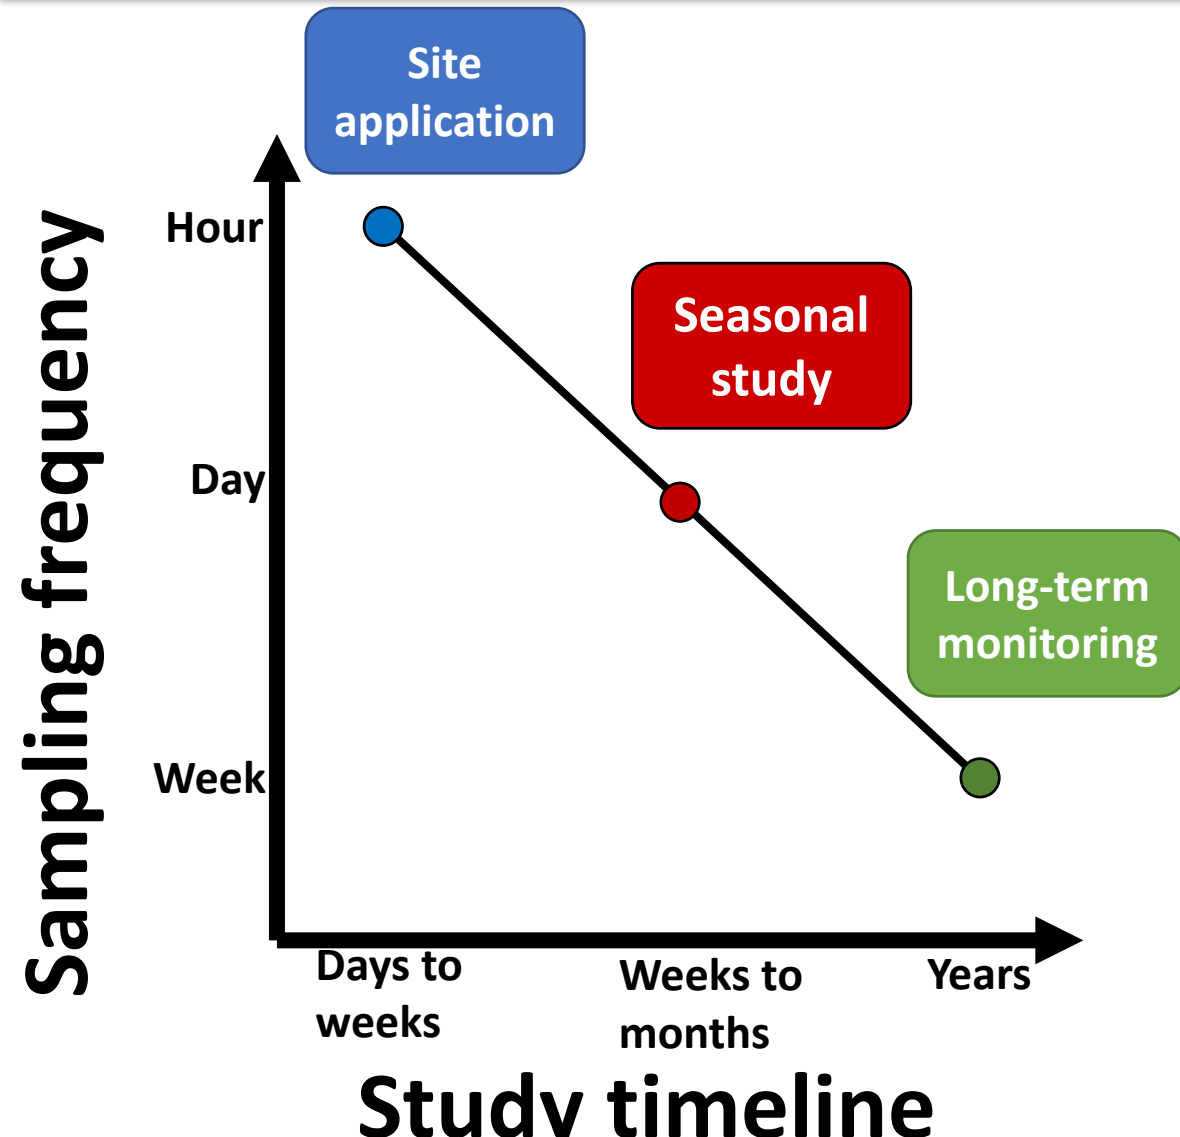 Site
application
Hour
Seasonal
study
Day
Long-term
monitoring
Week
Sampling frequency
Days to
weeks
Weeks to
months
Years
Study timeline